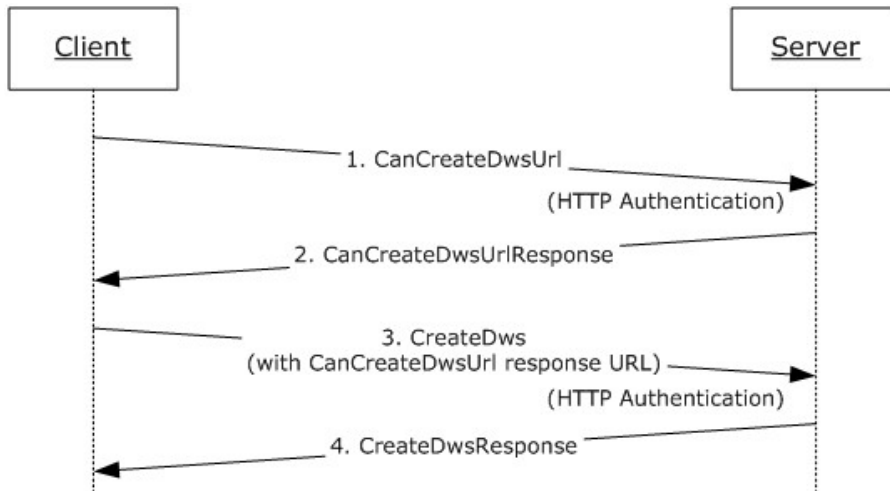 Client
Server
1. CanCreateDwsUrl
(HTTP Authentication)
2. CanCreateDwsUrlResponse
3. CreateDws
(with CanCreateDwsUrl response URL)
(HTTP Authentication)
4. CreateDwsResponse